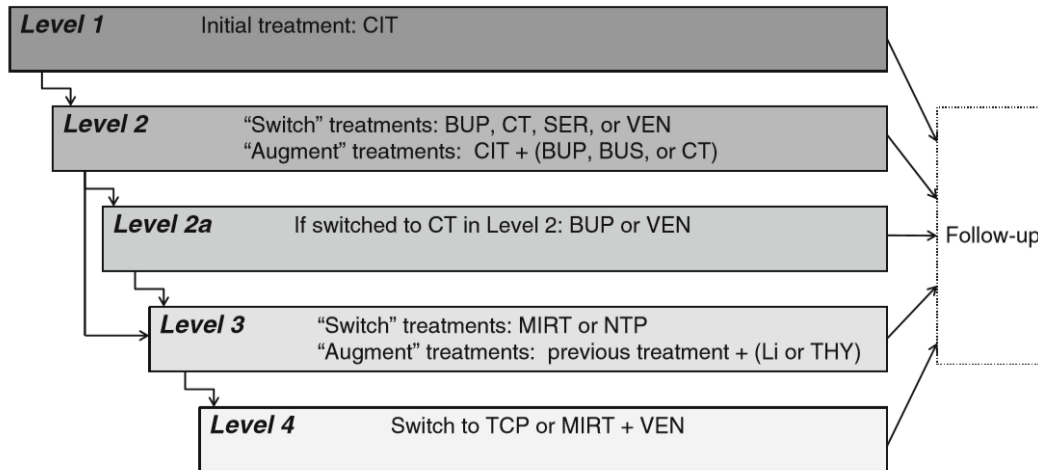 Level 1 Initial treatment: CIT
Level 2 “Switch” treatments: BUP, CT, SER, or VEN
“Augment” treatments: CIT + (BUP, BUS, or CT)
Level 2a If switched to CT in Level 2: BUP or VEN
Follow-up
Level 3 “Switch” treatments: MIRT or NTP
“Augment” treatments: previous treatment + (Li or THY)
Level 4 Switch to TCP or MIRT + VEN